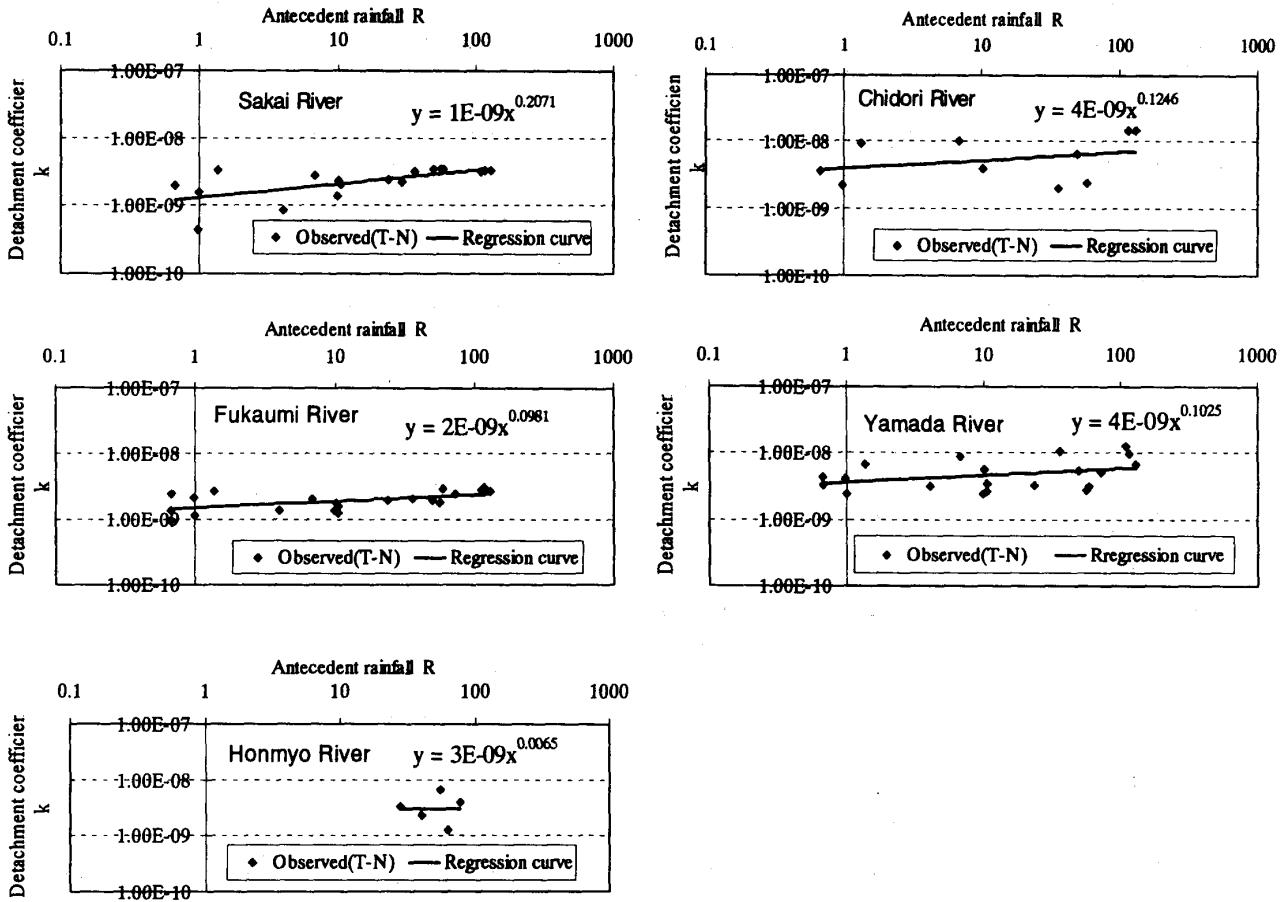 Antecedent rainfall R
0.1 1 10 100 1000
Detachment coefficier
k
1.00E-07
1.00E-08
1.00E-09
1.00E-10
Sakai River
y = 1E-09x^0.2071
Observed(T-N) Regression curve
Antecedent rainfall R
0.1 1 10 100 1000
Detachment coefficien
k
1.00E-07
1.00E-08
1.00E-09
1.00E-10
Chidori River
y = 4E-09x^0.1246
Observed(T-N) Regression curve
Antecedent rainfall R
0.1 1 10 100 1000
Detachment coefficier
k
1.00E-07
1.00E-08
1.00E-09
1.00E-10
Fukaumi River
y = 2E-09x^0.0981
Observed(T-N) Rregression curve
Antecedent rainfall R
0.1 1 10 100 1000
Detachment coefficier
k
1.00E-07
1.00E-08
1.00E-09
1.00E-10
Yamada River
y = 4E-09x^0.1025
Observed(T-N) Rregression curve
Antecedent rainfall R
0.1 1 10 100 1000
Detachment coefficier
k
1.00E-07
1.00E-08
1.00E-09
1.00E-10
Honmyo River
y = 3E-09x^0.0065
Observed(T-N) Regression curve